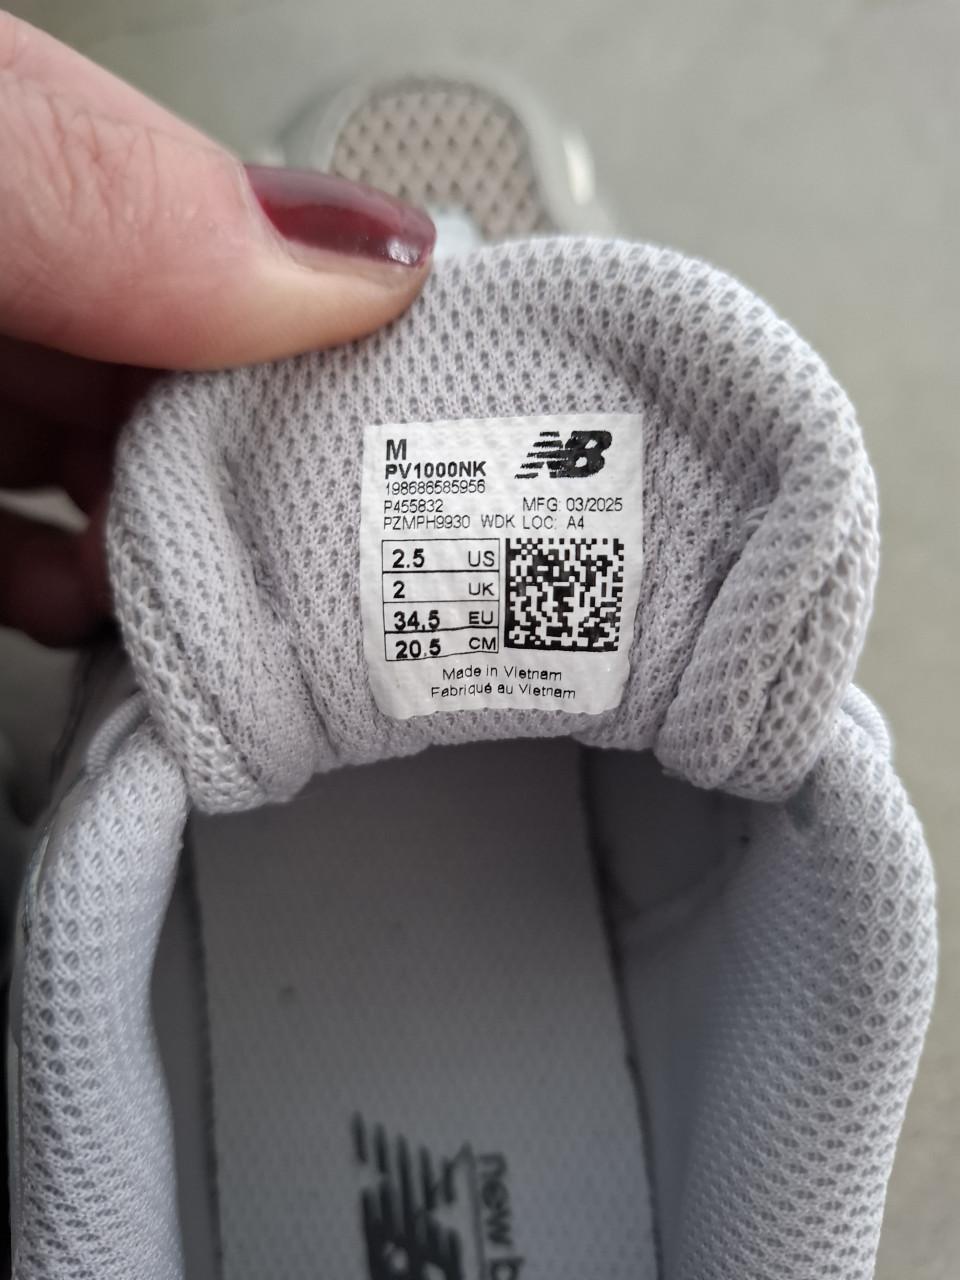 M
NB
PV1000NK
198686585956
P455832 MFG: 03/2025
PZMPH9930 WDK LOC: A4
2.5 US
2 UK
34,5 EU
20.5 CM
Made in Vietnam
Fabriqué au Vietnam
new b